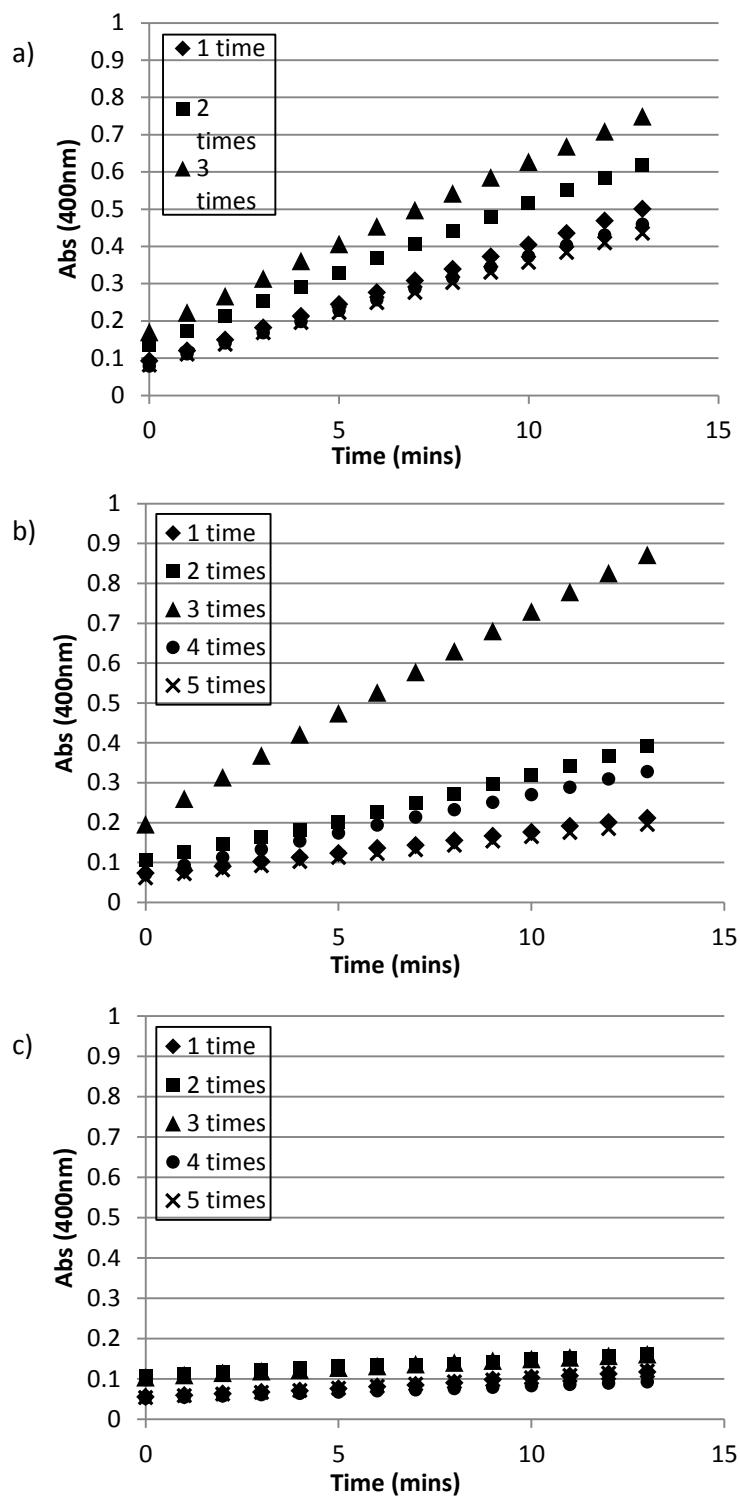 a)
1
0.9
0.8
0.7
0.6
0.5
0.4
0.3
0.2
0.1
0
Abs (400nm)
1 time
2
times
3
times
0 5 10 15
Time (mins)
b)
1
0.9
0.8
0.7
0.6
0.5
0.4
0.3
0.2
0.1
0
Abs (400nm)
1 time
2 times
3 times
4 times
5 times
0 5 10 15
Time (mins)
c)
1
0.9
0.8
0.7
0.6
0.5
0.4
0.3
0.2
0.1
0
Abs (400nm)
1 time
2 times
3 times
4 times
5 times
0 5 10 15
Time (mins)